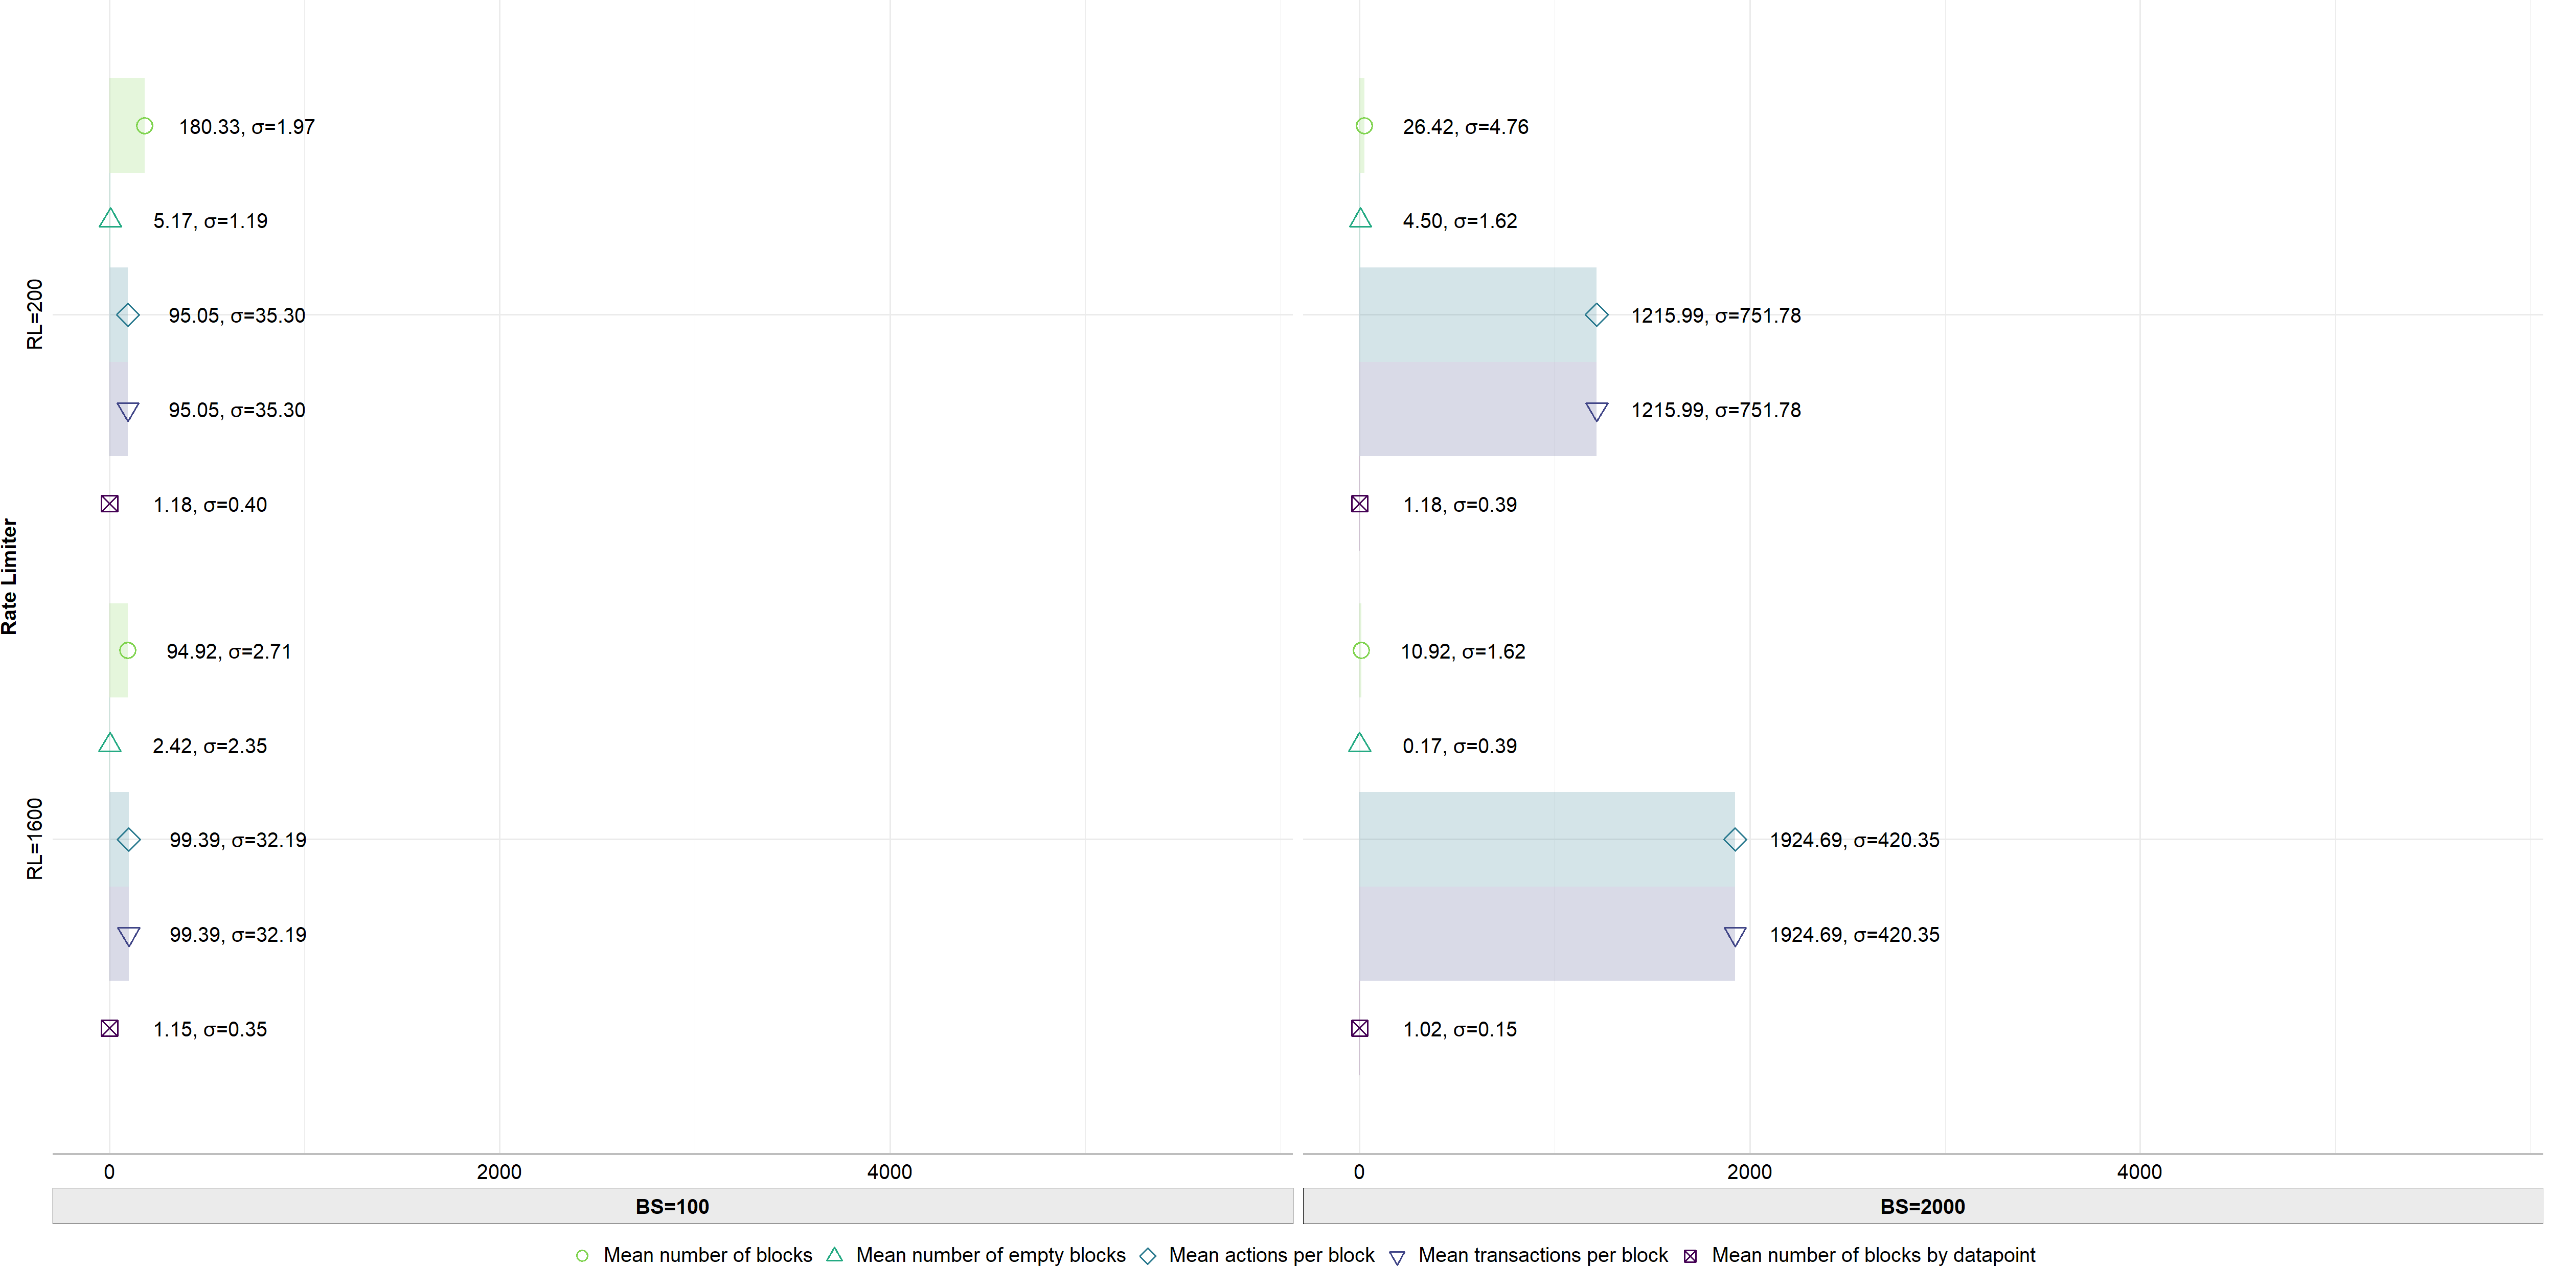 Rate Limiter
RL=200
180.33, σ=1.97
5.17, σ=1.19
95.05, σ=35.30
95.05, σ=35.30
1.18, σ=0.40
26.42, σ=4.76
4.50, σ=1.62
1215.99, σ=751.78
1215.99, σ=751.78
1.18, σ=0.39
RL=1600
94.92, σ=2.71
2.42, σ=2.35
99.39, σ=32.19
99.39, σ=32.19
1.15, σ=0.35
10.92, σ=1.62
0.17, σ=0.39
1924.69, σ=420.35
1924.69, σ=420.35
1.02, σ=0.15
0 2000 4000
0 2000 4000
BS=100
BS=2000
Mean number of blocks Mean number of empty blocks Mean actions per block Mean transactions per block Mean number of blocks by datapoint